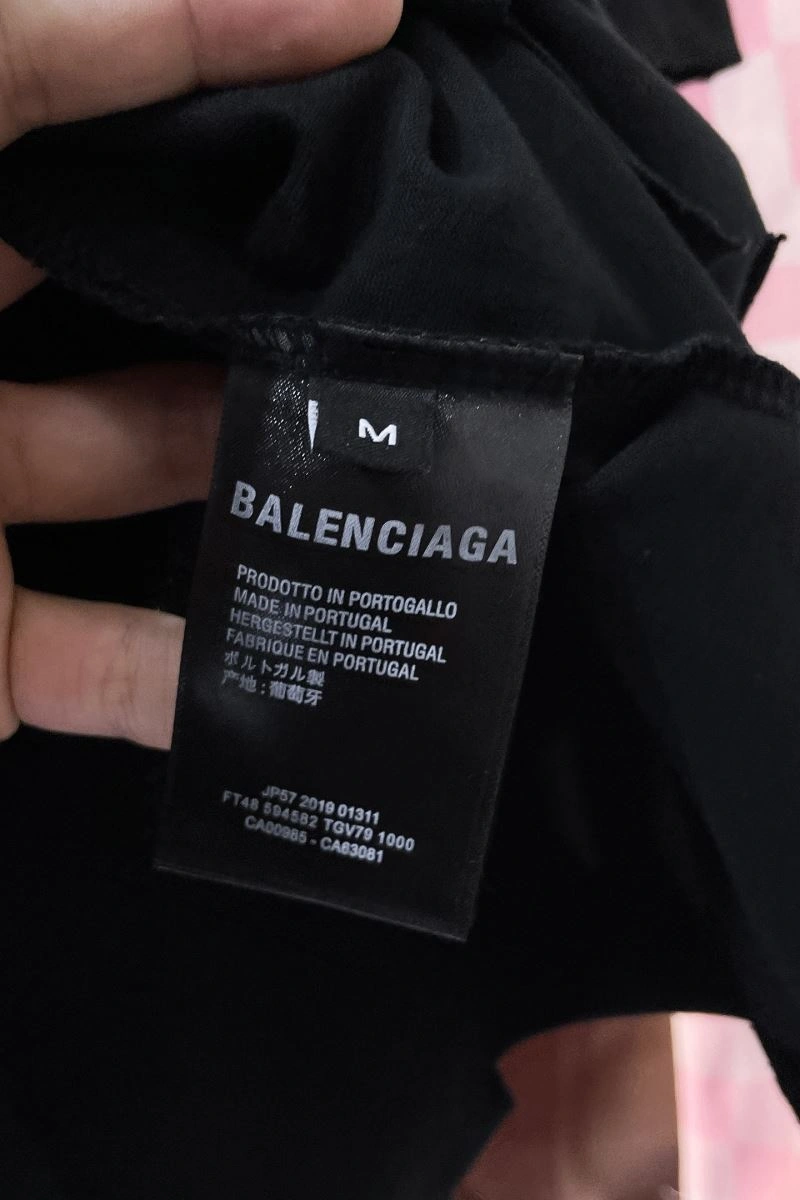 M
BALENCIAGA
PRODOTTO IN PORTOGALLO
MADE IN PORTUGAL
HERGESTELLT IN PORTUGAL
FABRIQUE EN PORTUGAL
ポルトガル製
产地:葡萄牙
JP57 2019 01311
FT48 594582 TGV79 1000
CA00985 - CA63081